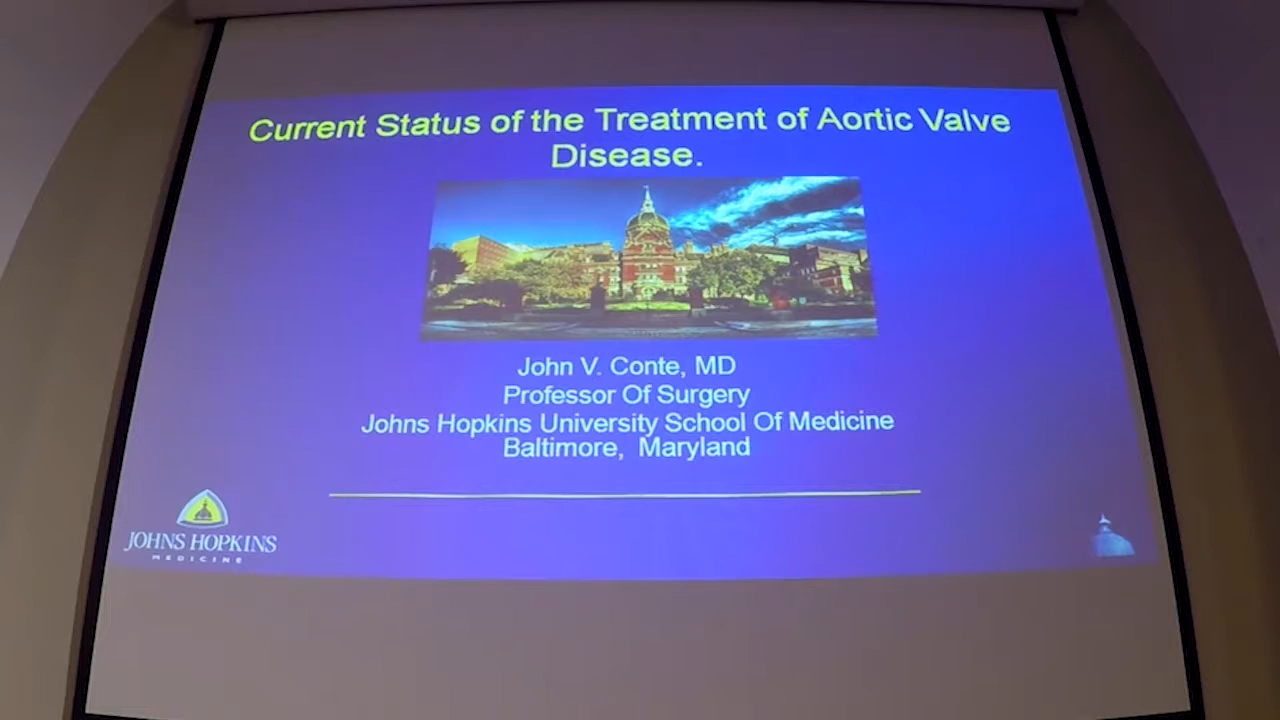 Current Status of the Treatment of Aortic Valve
Disease.
John V. Conte, MD
Professor Of Surgery
Johns Hopkins University School Of Medicine
Baltimore, Maryland
JOHNS HOPKINS
MEDICINE